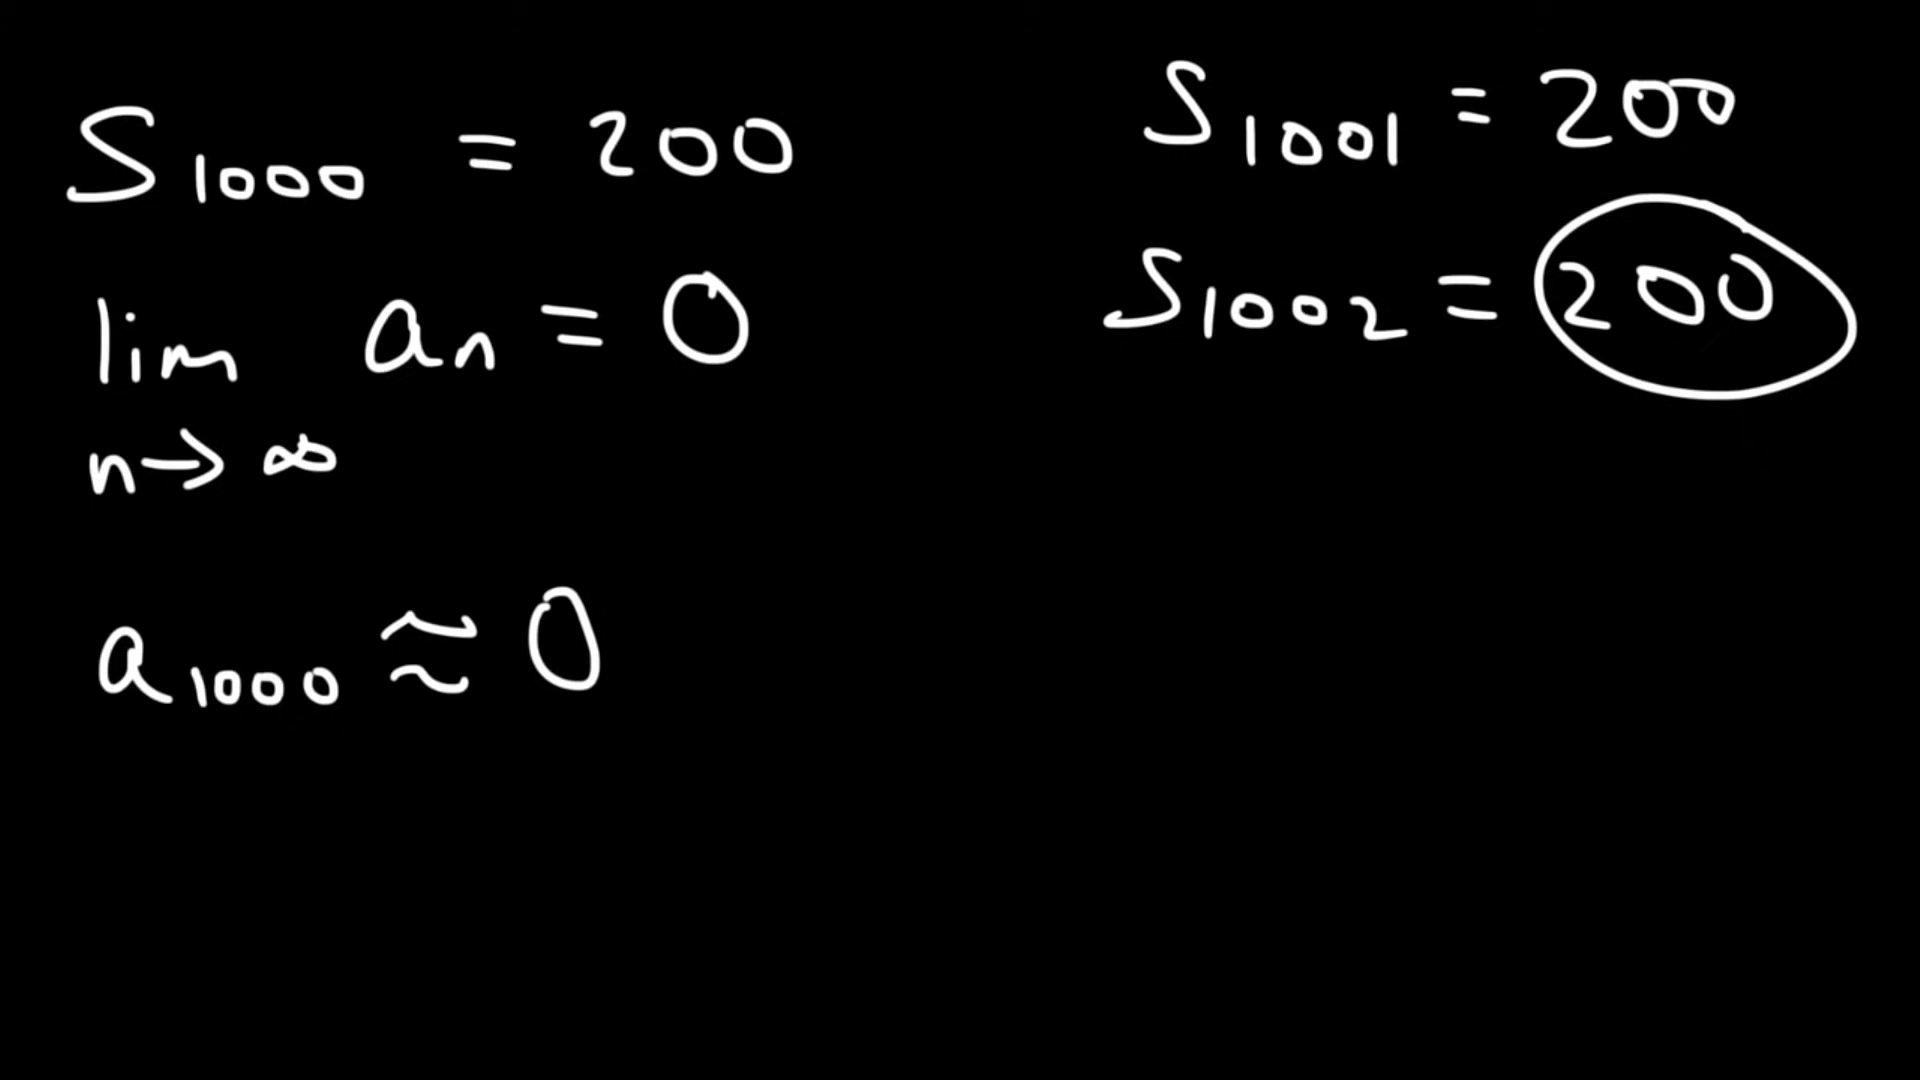 S₁₀₀₀ = 200
lim aₙ = 0
n→∞
a₁₀₀₀ ≈ 0
S₁₀₀₁ = 200
S₁₀₀₂ = 200